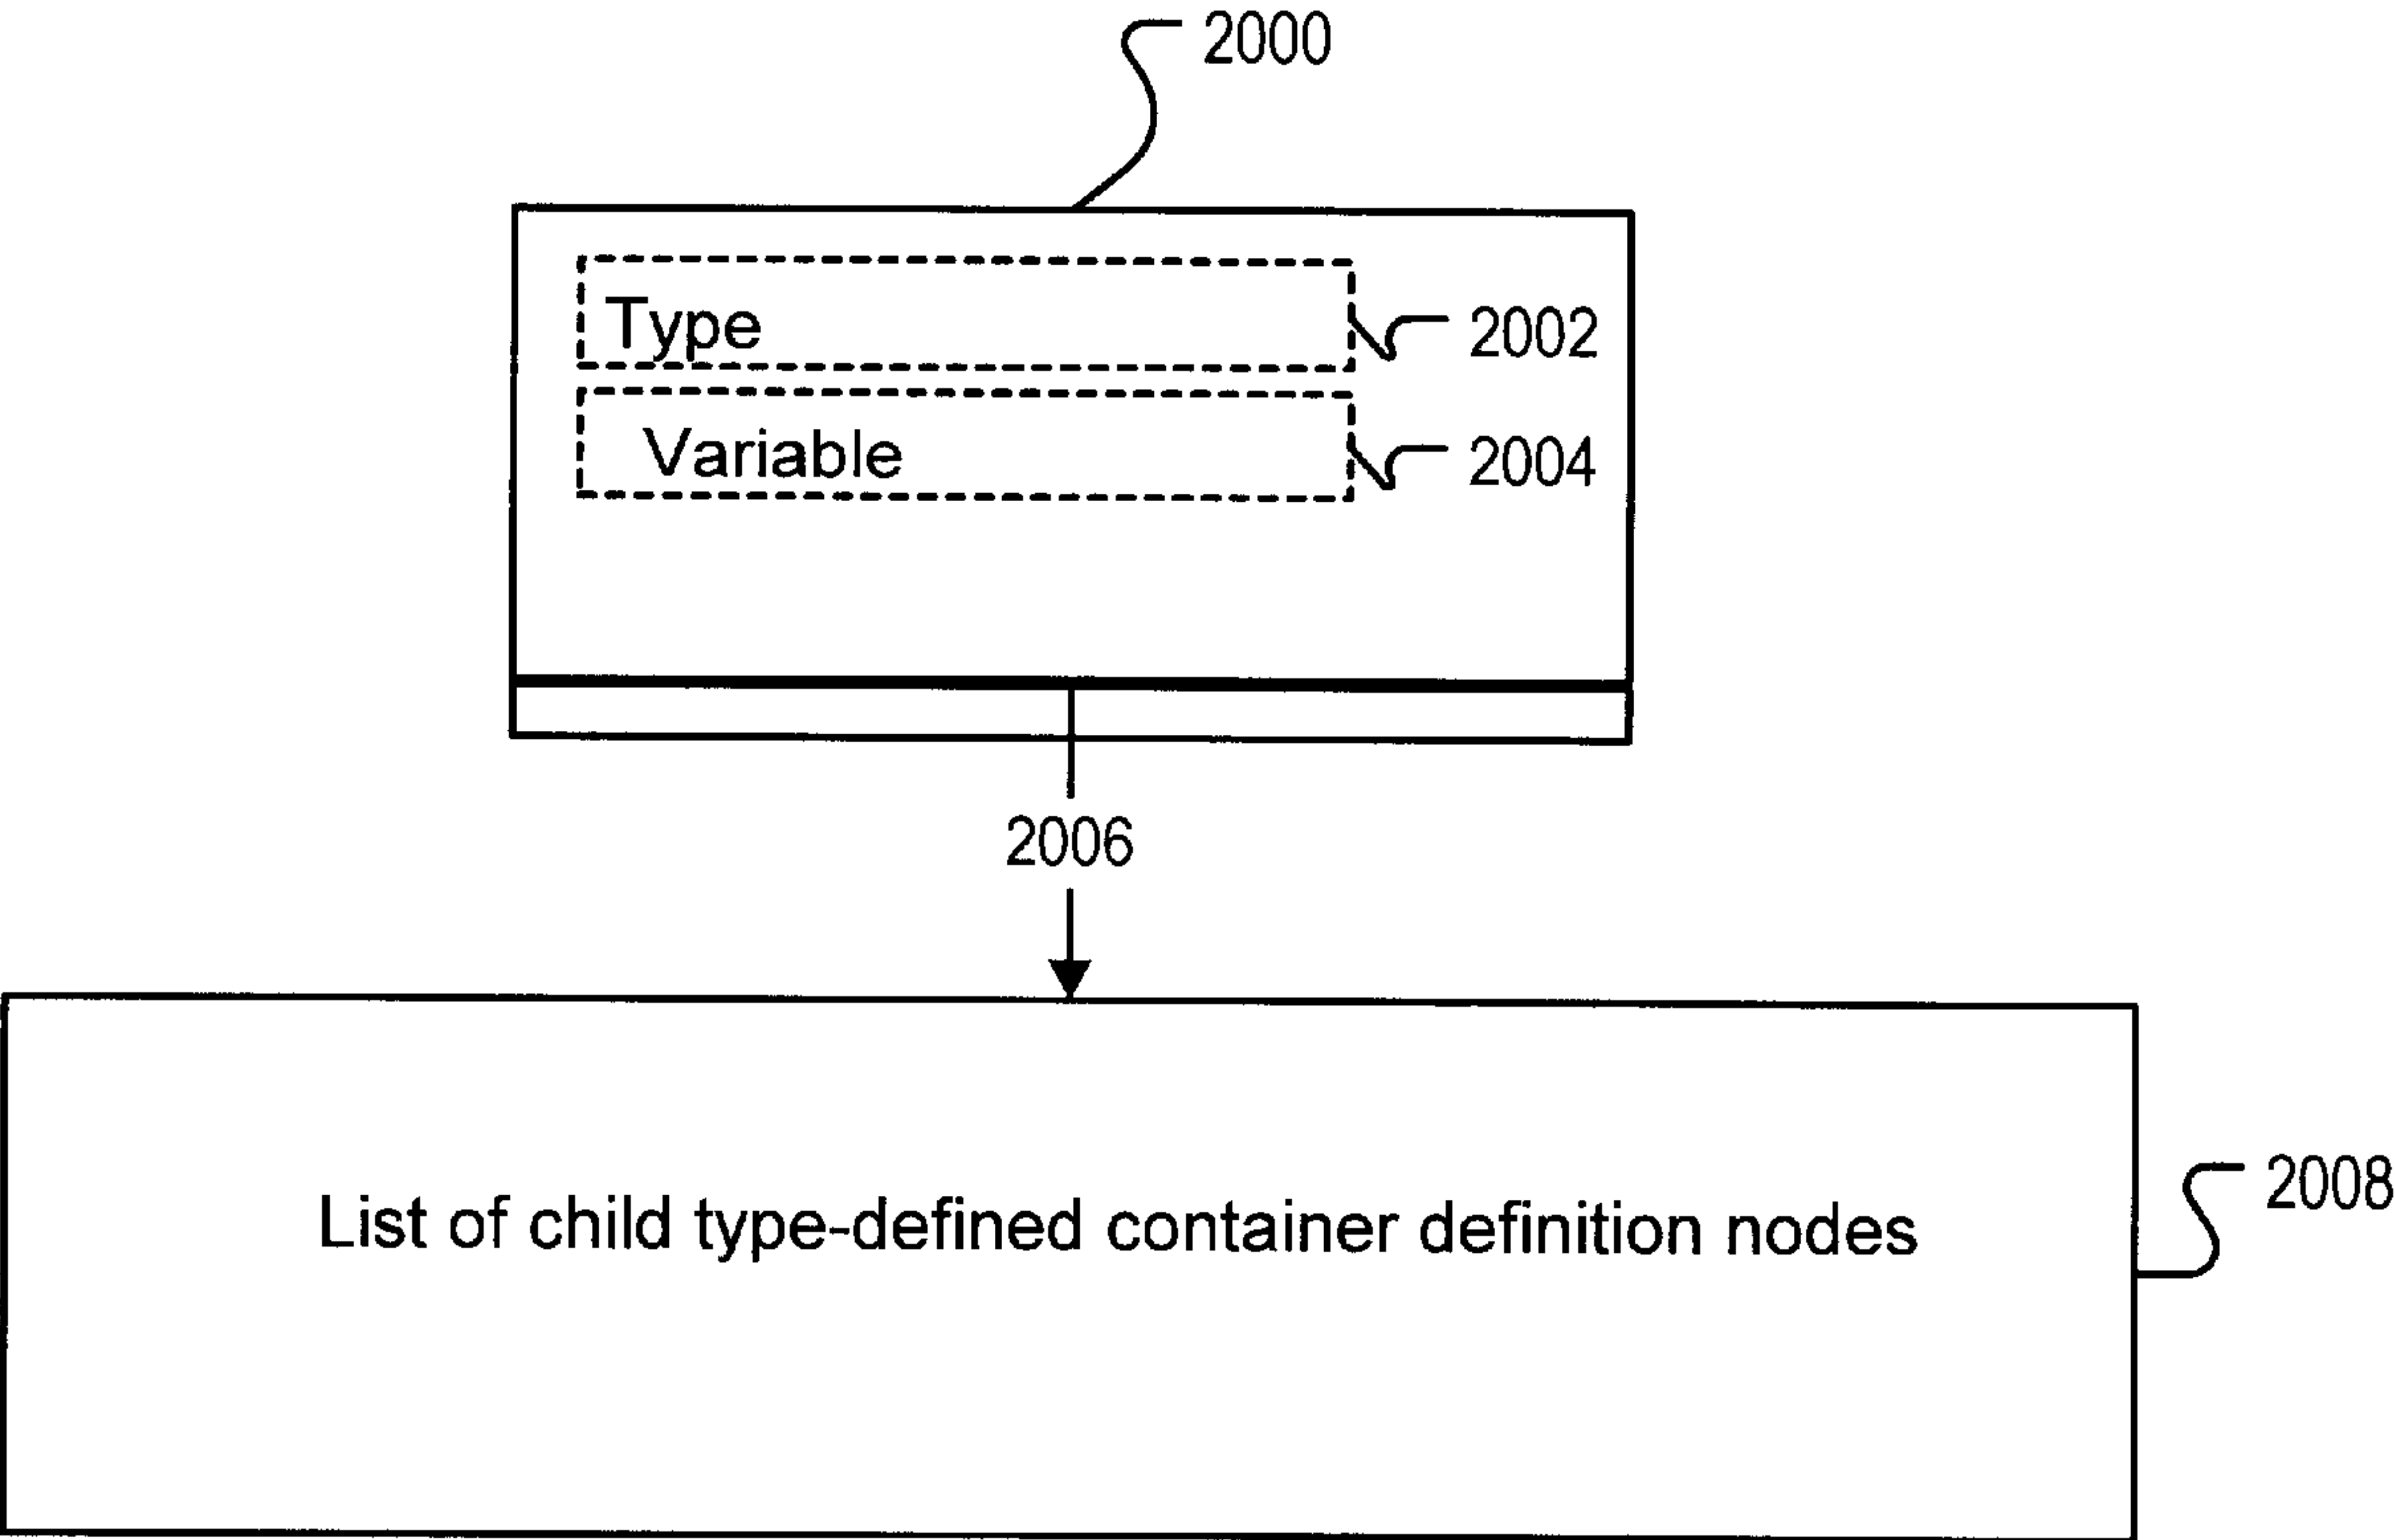 2000
Type 2002
Variable 2004
2006
List of child type-defined container definition nodes
2008